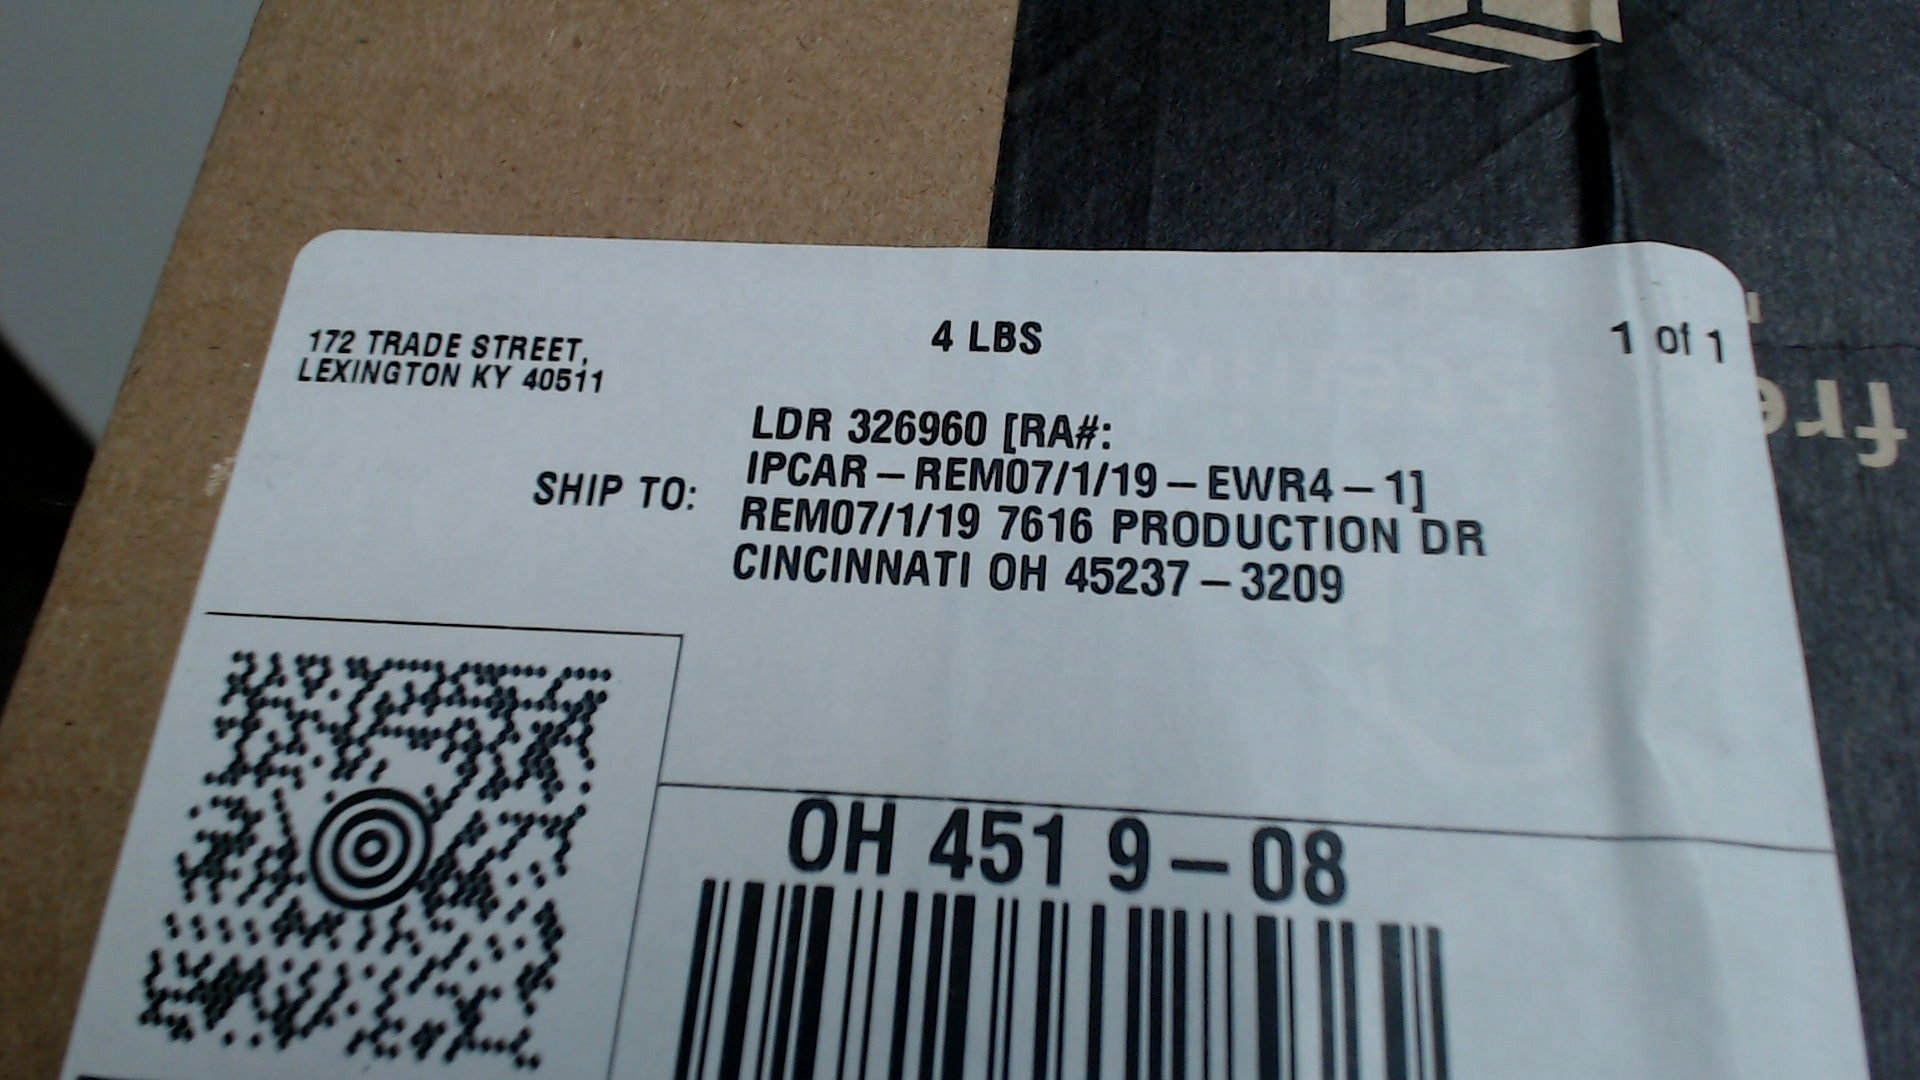 172 TRADE STREET,
LEXINGTON KY 40511
4 LBS
1 of 1
SHIP TO:
LDR 326960 [RA#:
IPCAR – REM07/1/19 – EWR4 – 1]
REM07/1/19 7616 PRODUCTION DR
CINCINNATI OH 45237 – 3209
OH 451 9 – 08
fre